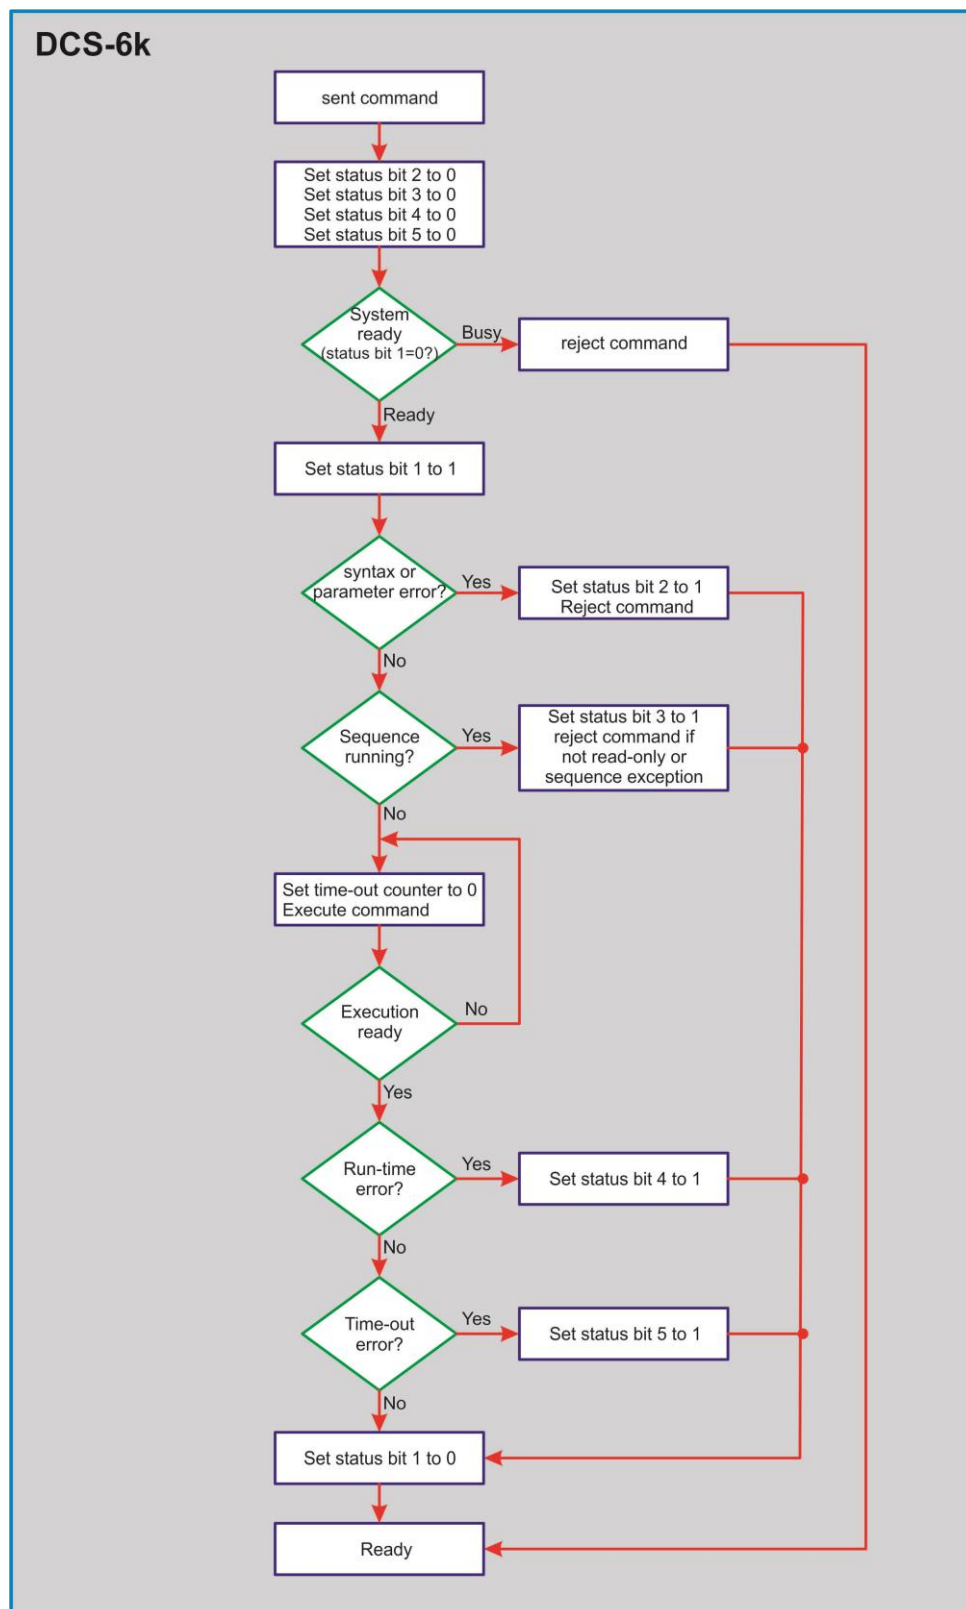 DCS-6k
sent command
Set status bit 2 to 0
Set status bit 3 to 0
Set status bit 4 to 0
Set status bit 5 to 0
System
ready
(status bit 1=0?)
Busy
reject command
Ready
Set status bit 1 to 1
syntax or
parameter error?
Yes
Set status bit 2 to 1
Reject command
No
Sequence
running?
Yes
Set status bit 3 to 1
reject command if
not read-only or
sequence exception
No
Set time-out counter to 0
Execute command
Execution
ready
No
Yes
Run-time
error?
Yes
Set status bit 4 to 1
No
Time-out
error?
Yes
Set status bit 5 to 1
No
Set status bit 1 to 0
Ready